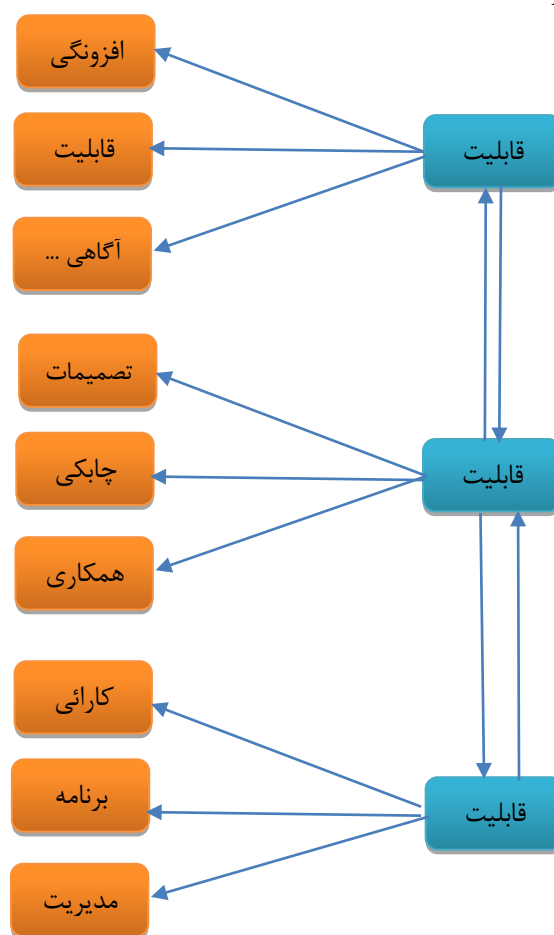 قابلیت
افزونگی
قابلیت
آگاهی ...
قابلیت
تصمیمات
چابکی
همکاری
قابلیت
کارائی
برنامه
مدیریت